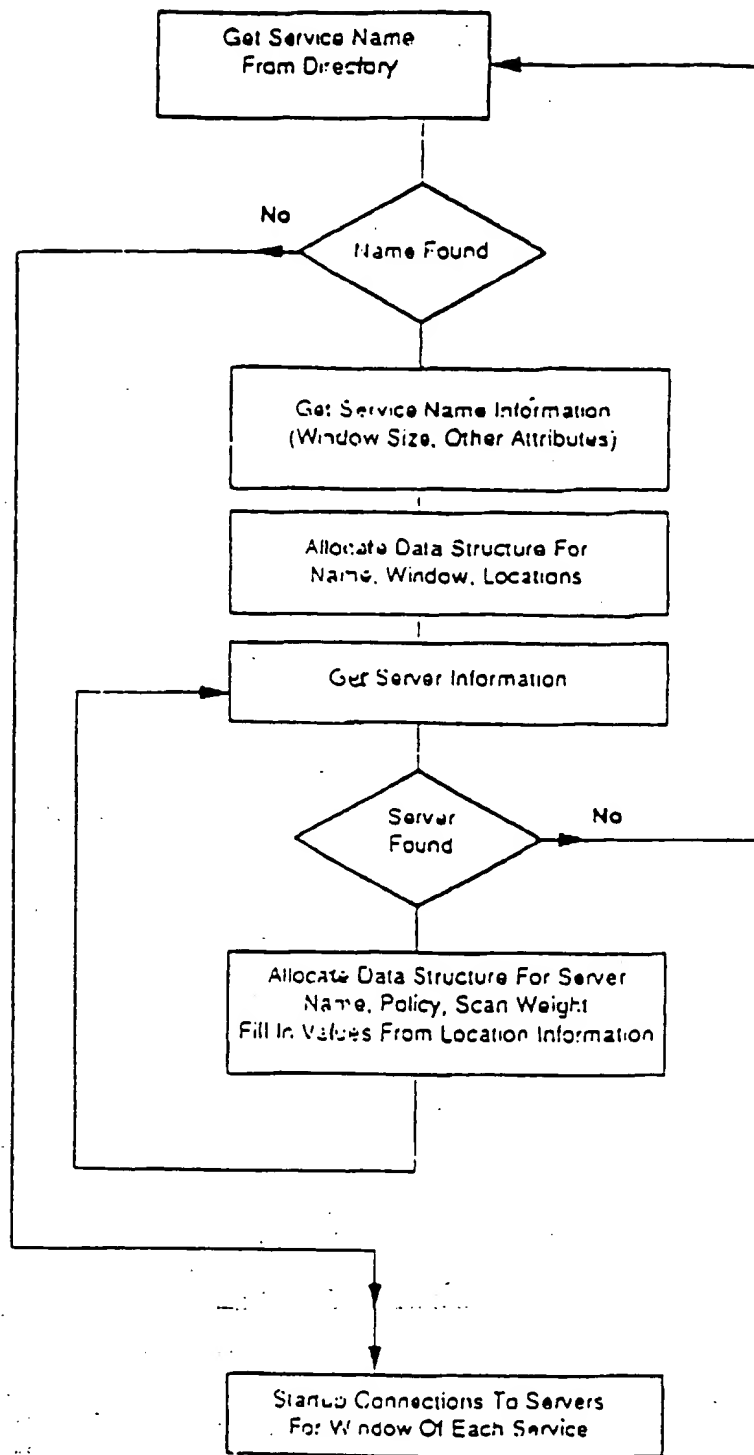 Get Service Name
From Directory
No
Name Found
Get Service Name Information
(Window Size, Other Attributes)
Allocate Data Structure For
Name, Window, Locations
Get Server Information
Server
Found
No
Allocate Data Structure For Server
Name, Policy, Scan Weight
Fill In Values From Location Information
Startup Connections To Servers
For Window Of Each Service